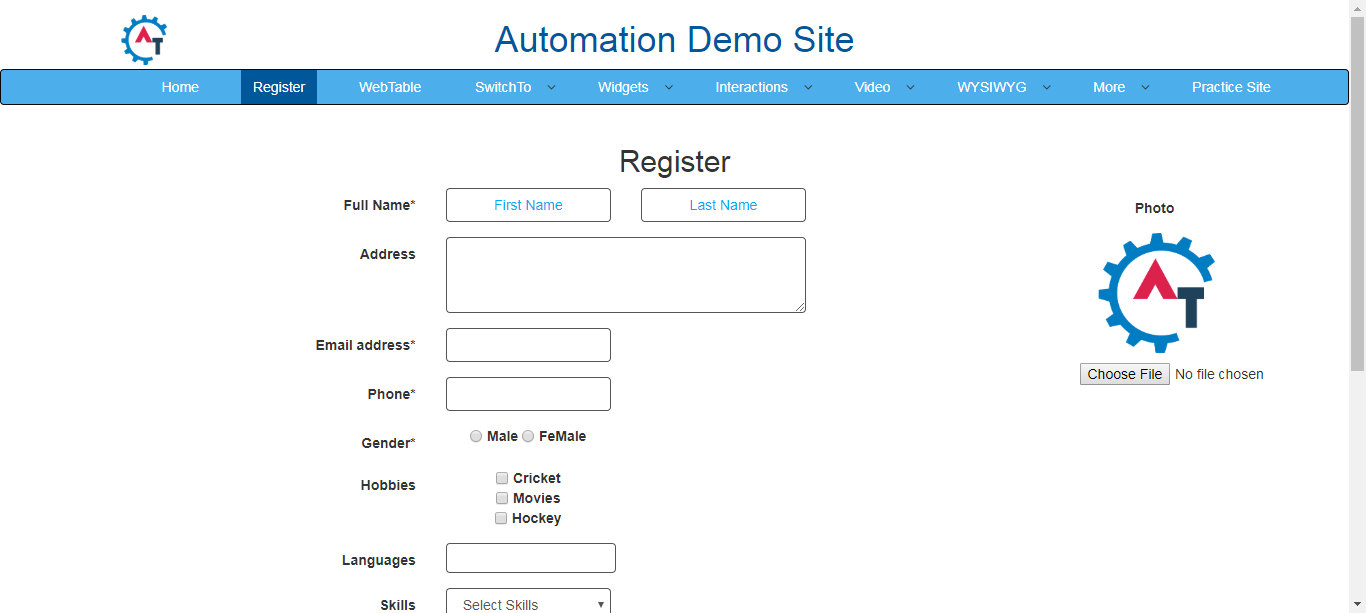 AT
Automation Demo Site
Home Register WebTable SwitchTo Widgets Interactions Video WYSIWYG More Practice Site
Register
Full Name* First Name Last Name
Photo
Address
AT
Email address*
Choose File No file chosen
Phone*
Gender* Male FeMale
Hobbies Cricket
Movies
Hockey
Languages
Skills Select Skills